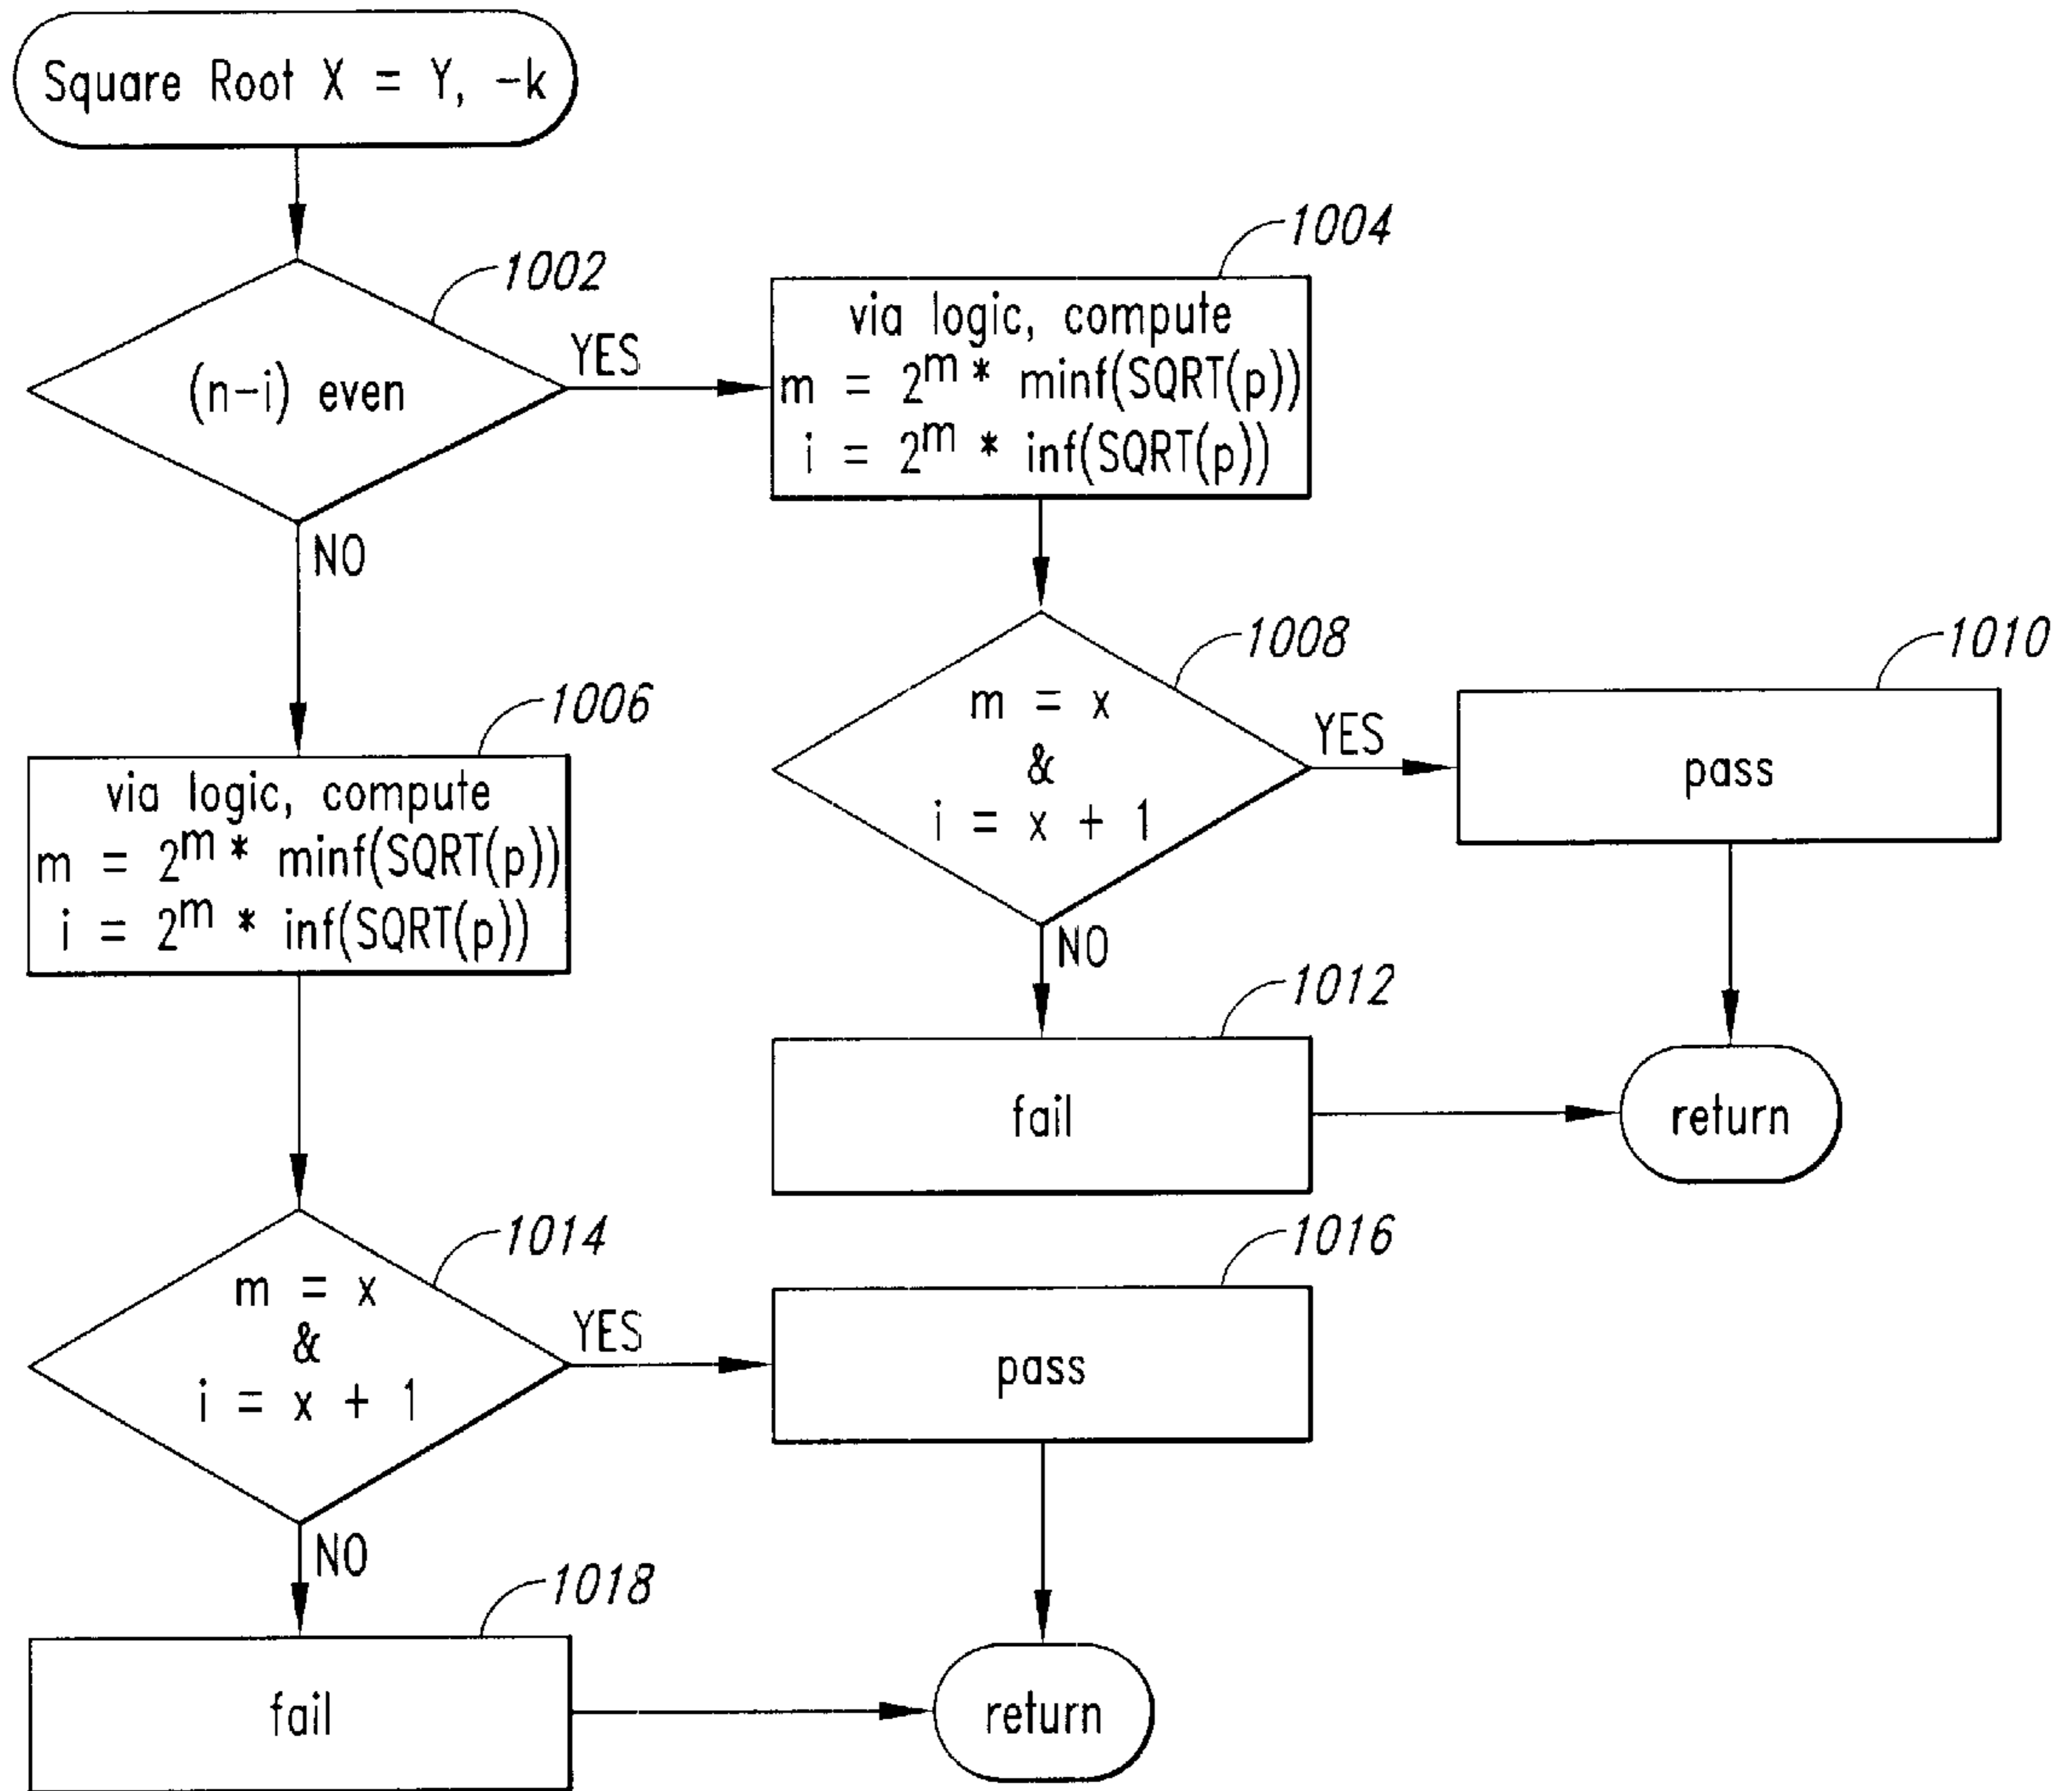 Square Root X = Y, -k
1002
(n-i) even
YES
NO
1004
via logic, compute
m = 2^m * minf(SQRT(p))
i = 2^m * inf(SQRT(p))
1006
via logic, compute
m = 2^m * minf(SQRT(p))
i = 2^m * inf(SQRT(p))
1008
m = x
&
i = x + 1
YES
NO
1010
pass
1012
fail
return
1014
m = x
&
i = x + 1
YES
NO
1016
pass
1018
fail
return